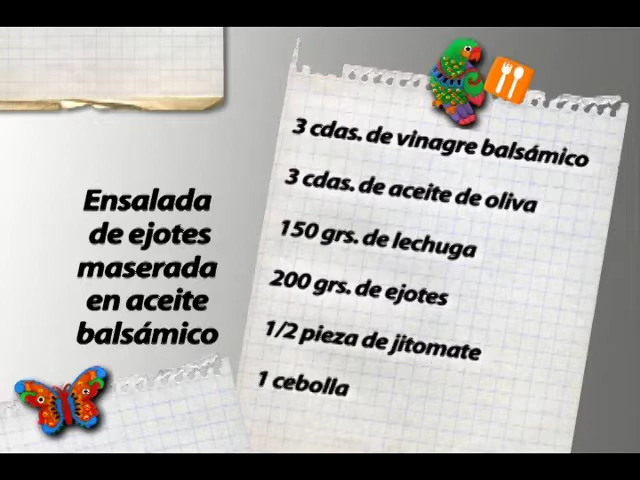 Ensalada
de ejotes
maserada
en aceite
balsámico
3 cdas. de vinagre balsámico
3 cdas. de aceite de oliva
150 grs. de lechuga
200 grs. de ejotes
1/2 pieza de jitomate
1 cebolla